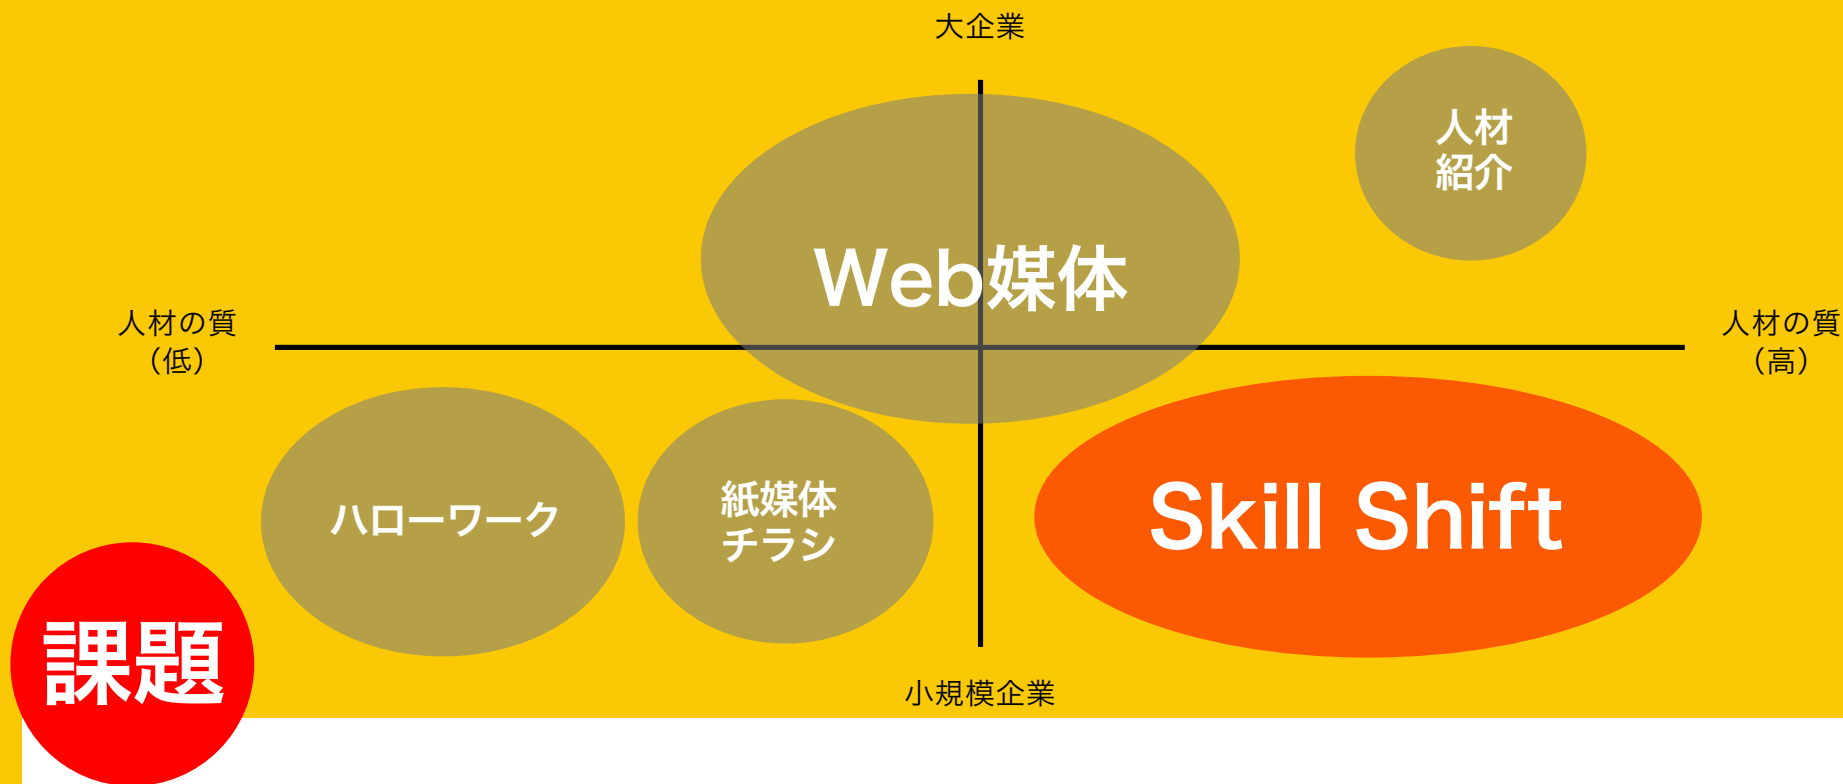 大企業
人材
紹介
Web媒体
人材の質
（低）
人材の質
（高）
ハローワーク
紙媒体
チラシ
Skill Shift
課題
小規模企業